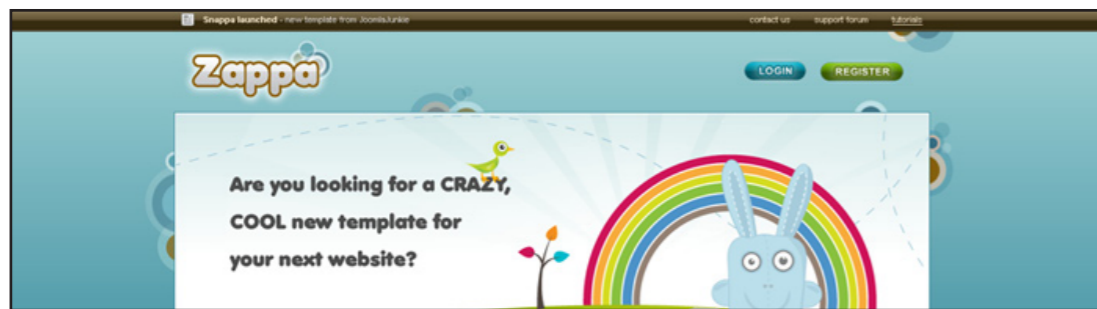 Snappa launched - new template from JoomlaJunkie
contact us support forum tutorials
Zappa
LOGIN REGISTER
Are you looking for a CRAZY,
COOL new template for
your next website?